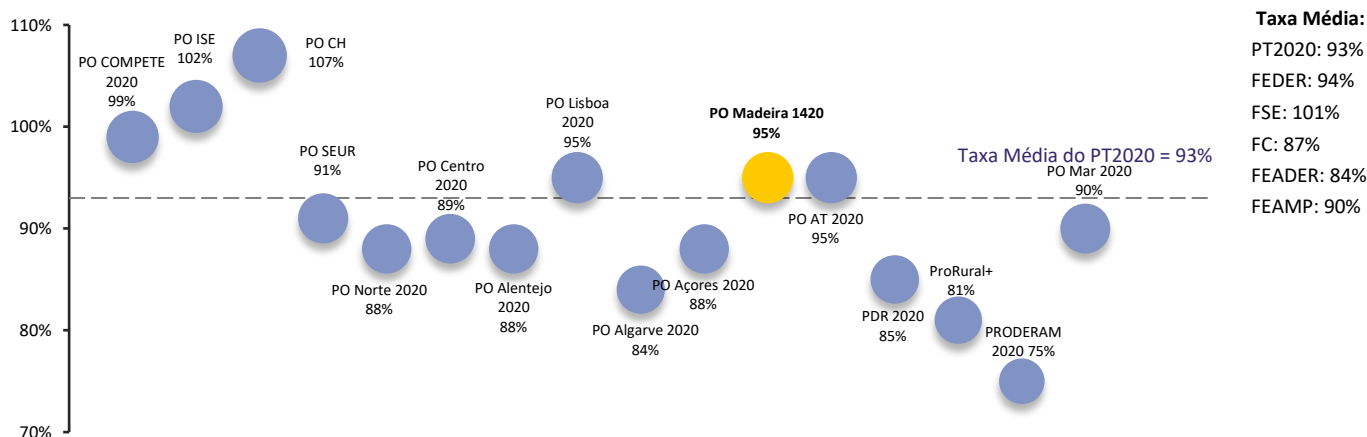 110%
100%
90%
80%
70%
PO COMPETE
2020
99%
PO ISE
102%
PO CH
107%
PO SEUR
91%
PO Norte 2020
88%
PO Centro
2020
89%
PO Alentejo
2020
88%
PO Lisboa
2020
95%
PO Algarve 2020
84%
PO Açores 2020
88%
PO Madeira 1420
95%
PO AT 2020
95%
PDR 2020
85%
ProRural+
81%
PRODERAM
2020 75%
Taxa Média do PT2020 = 93%
PO Mar 2020
90%
Taxa Média:
PT2020: 93%
FEDER: 94%
FSE: 101%
FC: 87%
FEADER: 84%
FEAMP: 90%